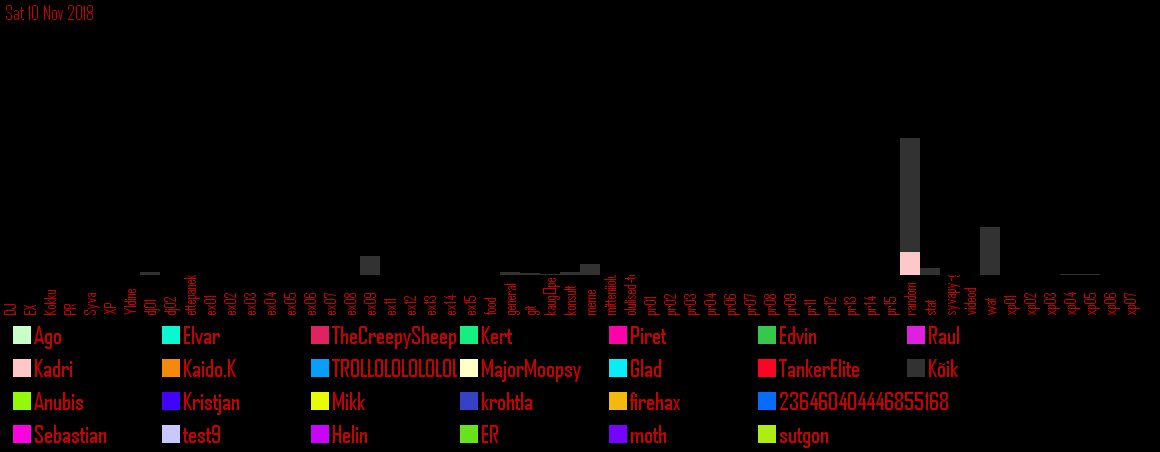 Sat 10 Nov 2018
DJ EX Kokku PR Syva XP Yldine dj01 dj02 ettepanek ex01 ex02 ex03 ex04 ex05 ex06 ex07 ex08 ex09 ex11 ex12 ex13 ex14 ex15 food general git kaugõpe konsult meme olulised-t pr01 pr02 pr03 pr04 pr06 pr07 pr08 pr09 pr11 pr12 pr13 pr14 pr15 random stat syvapy-t videod wat xp01 xp02 xp03 xp04 xp05 xp06 xp07
Ago Elvar TheCreepySheep Kert Piret Edvin Raul
Kadri Kaido.K TROLLOLOLOLOLOL MajorMoopsy Glad TankerElite Kõik
Anubis Kristjan Mikk krohtla firehax 236460404446855168
Sebastian test9 Helin ER moth sutgon